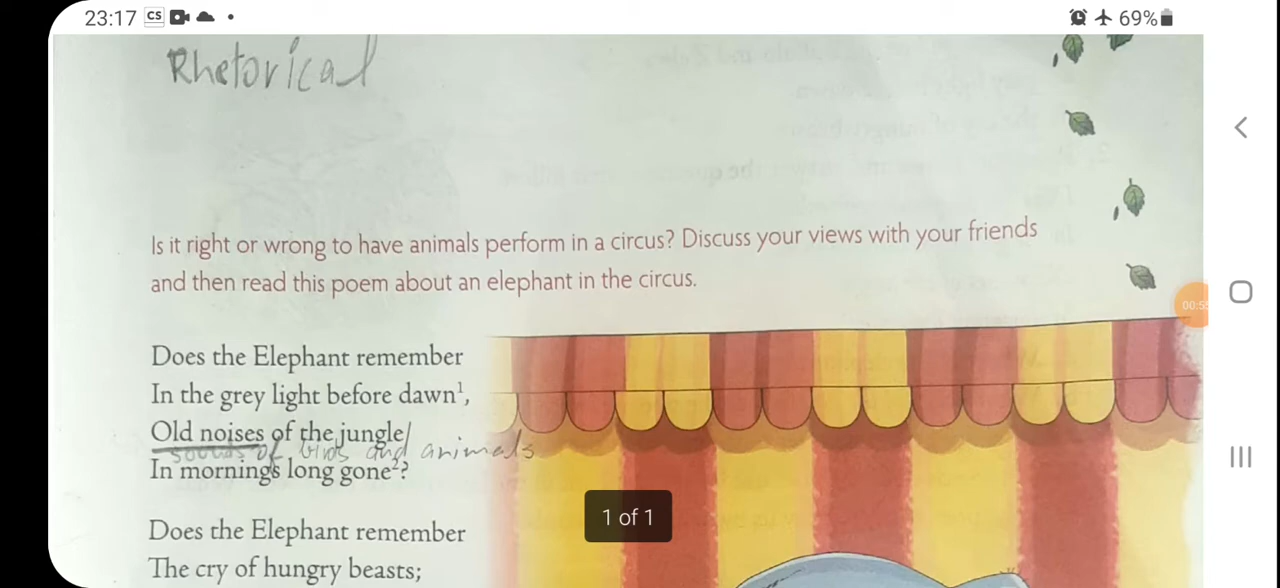 23:17 CS
69%
Rhetorical
Is it right or wrong to have animals perform in a circus? Discuss your views with your friends
and then read this poem about an elephant in the circus.
00:55
Does the Elephant remember
In the grey light before dawn¹,
Old noises of the jungle/
sounds of birds and animals
In mornings long gone²?
1 of 1
Does the Elephant remember
The cry of hungry beasts;